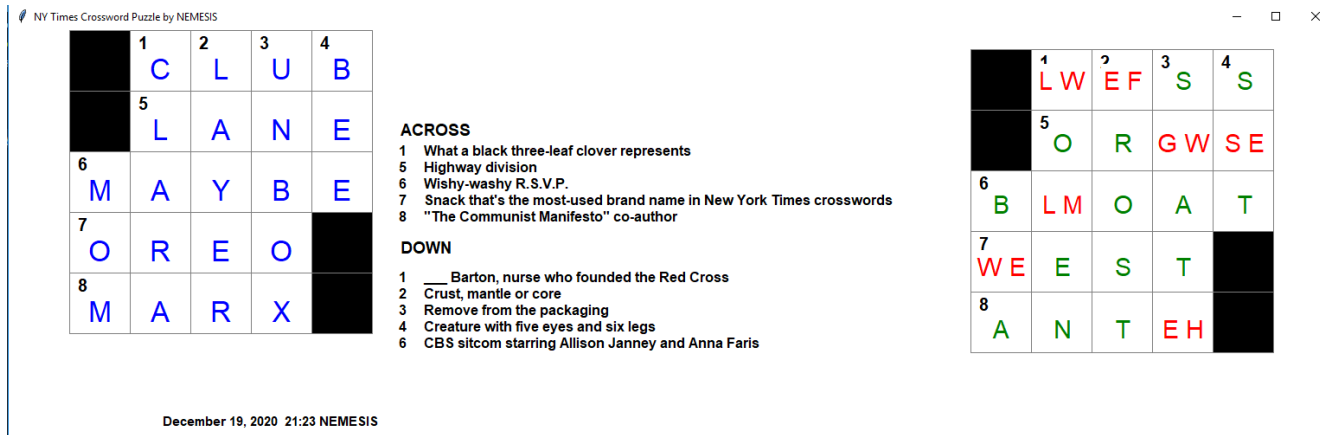 NY Times Crossword Puzzle by NEMESIS
1 2 3 4
C L U B
5
L A N E
6
M A Y B E
7
O R E O
8
M A R X
ACROSS
1 What a black three-leaf clover represents
5 Highway division
6 Wishy-washy R.S.V.P.
7 Snack that's the most-used brand name in New York Times crosswords
8 "The Communist Manifesto" co-author
DOWN
1 ___ Barton, nurse who founded the Red Cross
2 Crust, mantle or core
3 Remove from the packaging
4 Creature with five eyes and six legs
6 CBS sitcom starring Allison Janney and Anna Faris
1 2 3 4
L W E F S S
5
O R G W S E
6
B L M O A T
7
W E E S T
8
A N T E H
December 19, 2020 21:23 NEMESIS